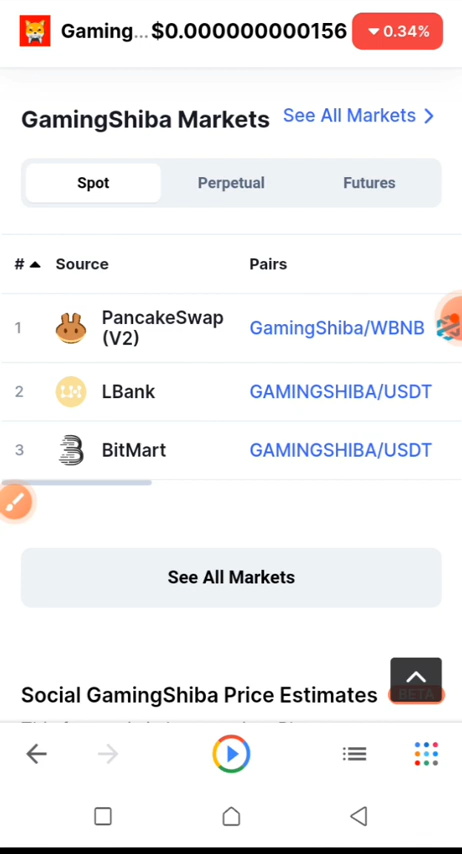 Gaming... $0.000000000156 0.34%
GamingShiba Markets See All Markets
Spot Perpetual Futures
# Source Pairs
1 PancakeSwap (V2) GamingShiba/WBNB
2 LBank GAMINGSHIBA/USDT
3 BitMart GAMINGSHIBA/USDT
See All Markets
Social GamingShiba Price Estimates BETA